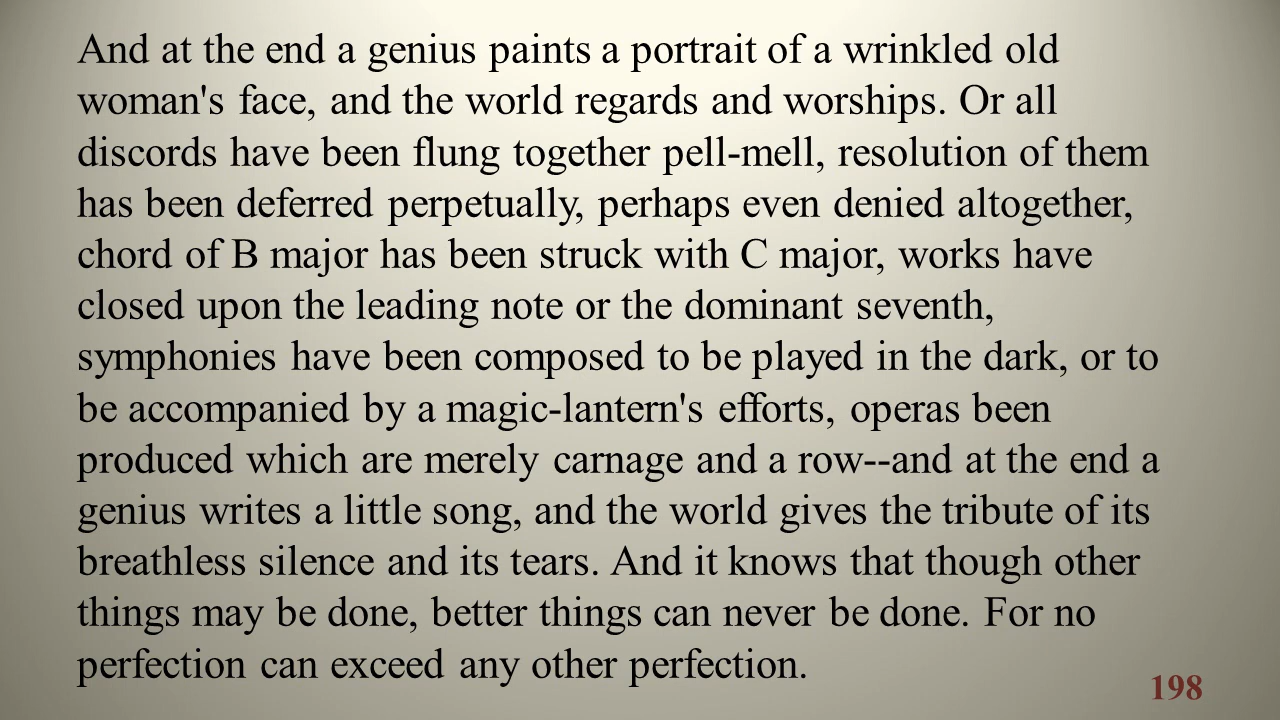 And at the end a genius paints a portrait of a wrinkled old
woman's face, and the world regards and worships. Or all
discords have been flung together pell-mell, resolution of them
has been deferred perpetually, perhaps even denied altogether,
chord of B major has been struck with C major, works have
closed upon the leading note or the dominant seventh,
symphonies have been composed to be played in the dark, or to
be accompanied by a magic-lantern's efforts, operas been
produced which are merely carnage and a row--and at the end a
genius writes a little song, and the world gives the tribute of its
breathless silence and its tears. And it knows that though other
things may be done, better things can never be done. For no
perfection can exceed any other perfection.
198